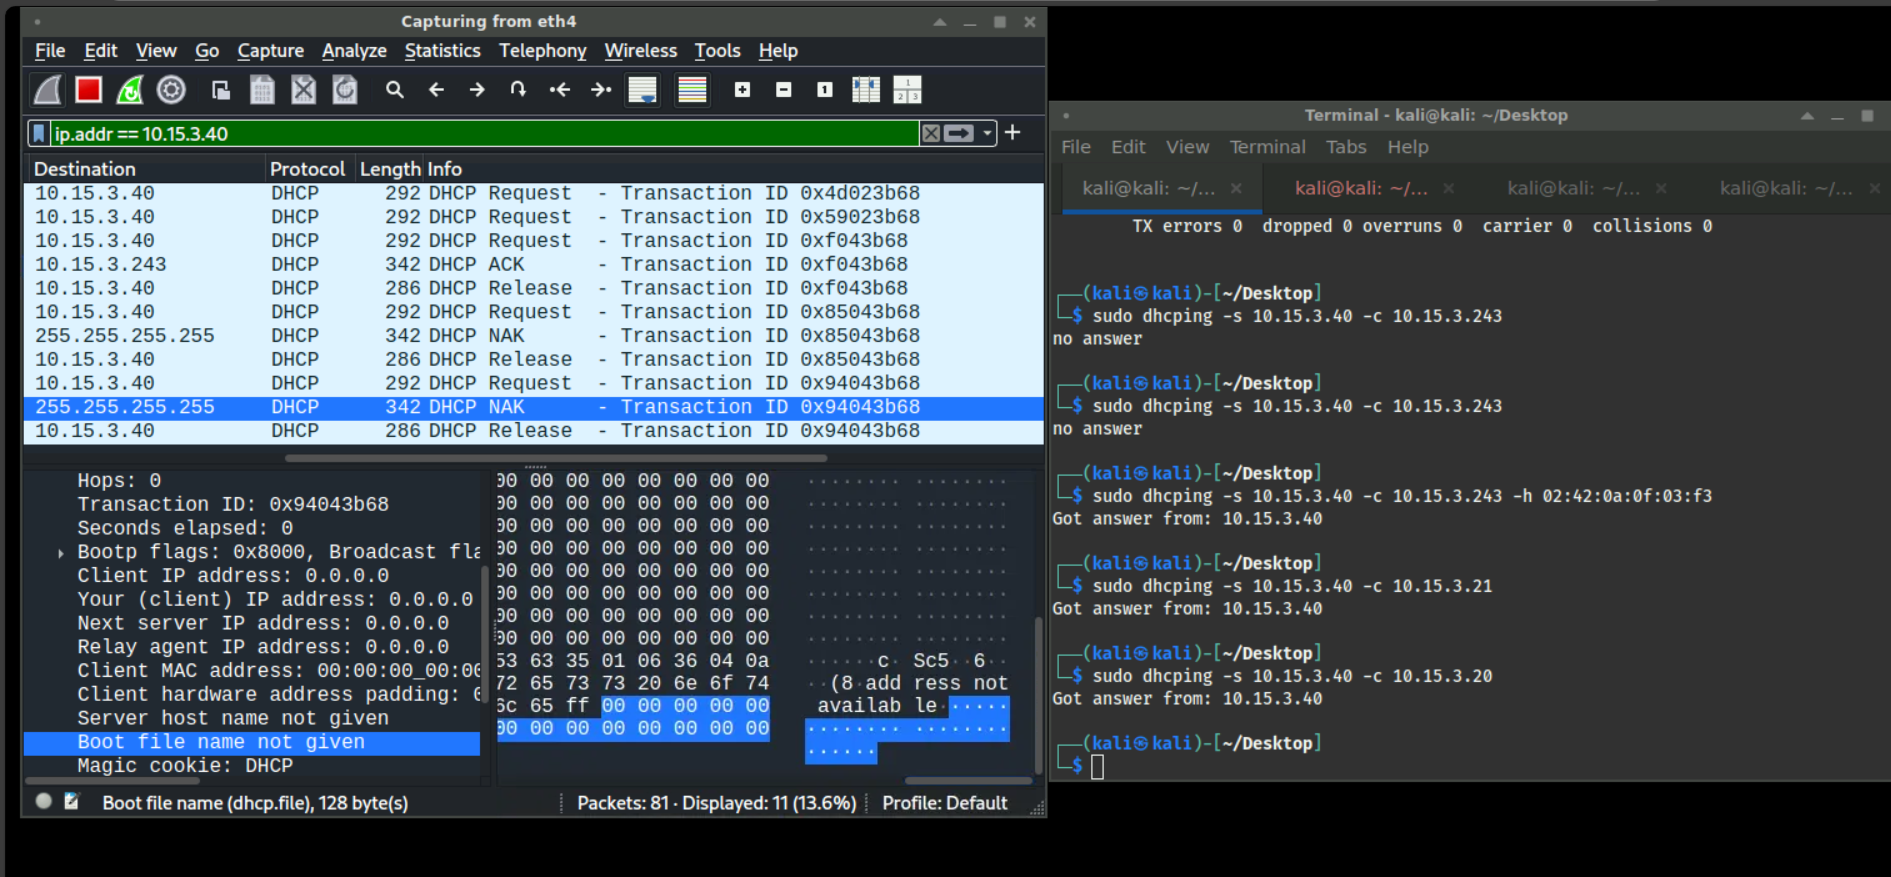 Capturing from eth4
File Edit View Go Capture Analyze Statistics Telephony Wireless Tools Help
ip.addr == 10.15.3.40
Destination Protocol Length Info
10.15.3.40 DHCP 292 DHCP Request - Transaction ID 0x4d023b68
10.15.3.40 DHCP 292 DHCP Request - Transaction ID 0x59023b68
10.15.3.40 DHCP 292 DHCP Request - Transaction ID 0xf043b68
10.15.3.243 DHCP 342 DHCP ACK - Transaction ID 0xf043b68
10.15.3.40 DHCP 286 DHCP Release - Transaction ID 0xf043b68
10.15.3.40 DHCP 292 DHCP Request - Transaction ID 0x85043b68
255.255.255.255 DHCP 342 DHCP NAK - Transaction ID 0x85043b68
10.15.3.40 DHCP 286 DHCP Release - Transaction ID 0x85043b68
10.15.3.40 DHCP 292 DHCP Request - Transaction ID 0x94043b68
255.255.255.255 DHCP 342 DHCP NAK - Transaction ID 0x94043b68
10.15.3.40 DHCP 286 DHCP Release - Transaction ID 0x94043b68
Hops: 0
Transaction ID: 0x94043b68
Seconds elapsed: 0
Bootp flags: 0x8000, Broadcast fla
Client IP address: 0.0.0.0
Your (client) IP address: 0.0.0.0
Next server IP address: 0.0.0.0
Relay agent IP address: 0.0.0.0
Client MAC address: 00:00:00_00:00
Client hardware address padding: 0
Server host name not given
Boot file name not given
Magic cookie: DHCP
00 00 00 00 00 00 00 00 ········ ········
00 00 00 00 00 00 00 00 ········ ········
00 00 00 00 00 00 00 00 ········ ········
00 00 00 00 00 00 00 00 ········ ········
00 00 00 00 00 00 00 00 ········ ········
00 00 00 00 00 00 00 00 ········ ········
00 00 00 00 00 00 00 00 ········ ········
00 00 00 00 00 00 00 00 ········ ········
53 63 35 01 06 36 04 0a ······c· Sc5··6··
72 65 73 73 20 6e 6f 74 ··(8·add ress not
6c 65 ff 00 00 00 00 00 availab le······
00 00 00 00 00 00 00 00 ········ ········
······
Boot file name (dhcp.file), 128 byte(s) Packets: 81 · Displayed: 11 (13.6%) Profile: Default
Terminal - kali@kali: ~/Desktop
File Edit View Terminal Tabs Help
kali@kali: ~/... kali@kali: ~/... kali@kali: ~/... kali@kali: ~/...
TX errors 0 dropped 0 overruns 0 carrier 0 collisions 0
┌──(kali㉿kali)-[~/Desktop]
└─$ sudo dhcping -s 10.15.3.40 -c 10.15.3.243
no answer
┌──(kali㉿kali)-[~/Desktop]
└─$ sudo dhcping -s 10.15.3.40 -c 10.15.3.243
no answer
┌──(kali㉿kali)-[~/Desktop]
└─$ sudo dhcping -s 10.15.3.40 -c 10.15.3.243 -h 02:42:0a:0f:03:f3
Got answer from: 10.15.3.40
┌──(kali㉿kali)-[~/Desktop]
└─$ sudo dhcping -s 10.15.3.40 -c 10.15.3.21
Got answer from: 10.15.3.40
┌──(kali㉿kali)-[~/Desktop]
└─$ sudo dhcping -s 10.15.3.40 -c 10.15.3.20
Got answer from: 10.15.3.40
┌──(kali㉿kali)-[~/Desktop]
└─$